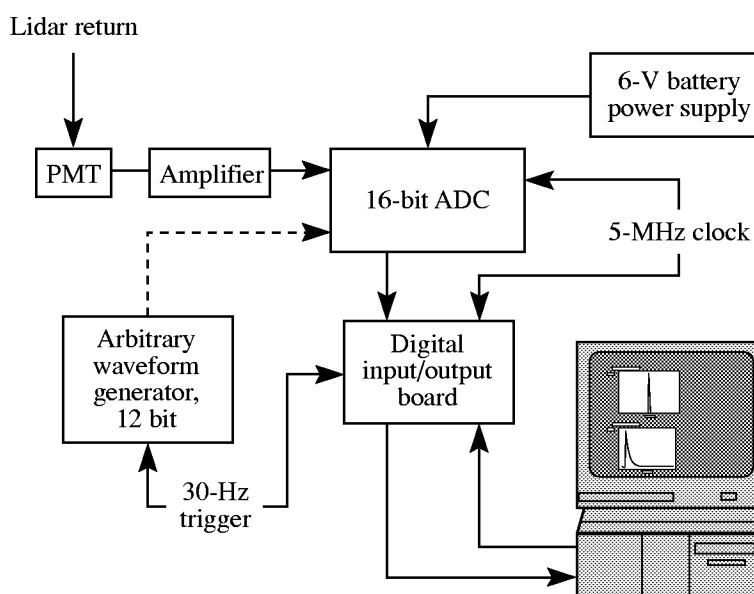 Lidar return
6-V battery
power supply
PMT
Amplifier
16-bit ADC
5-MHz clock
Arbitrary
waveform
generator,
12 bit
Digital
input/output
board
30-Hz
trigger